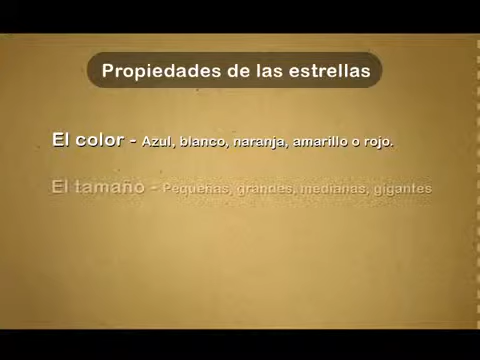 Propiedades de las estrellas
El color - Azul, blanco, naranja, amarillo o rojo.
El tamaño - Pequeñas, grandes, medianas, gigantes